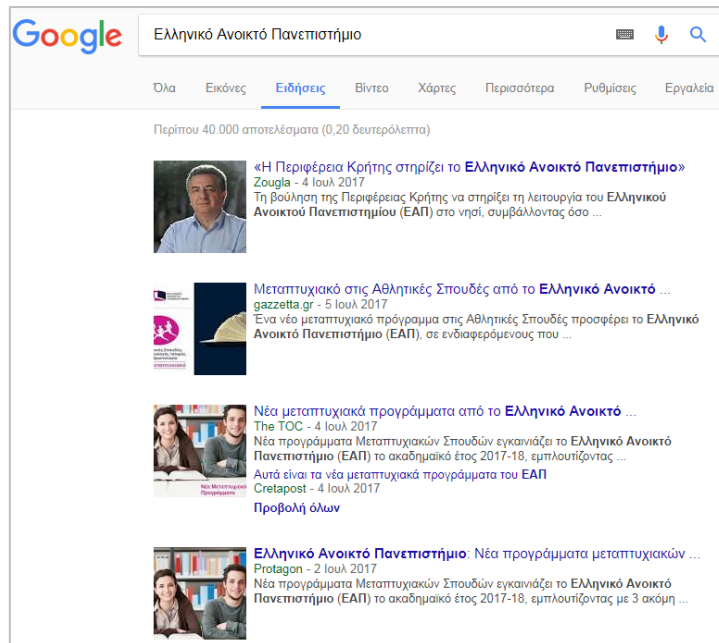 Google
Ελληνικό Ανοικτό Πανεπιστήμιο
Όλα Εικόνες Ειδήσεις Βίντεο Χάρτες Περισσότερα Ρυθμίσεις Εργαλεία
Περίπου 40.000 αποτελέσματα (0,20 δευτερόλεπτα)
«Η Περιφέρεια Κρήτης στηρίζει το Ελληνικό Ανοικτό Πανεπιστήμιο»
Zougla - 4 Ιουλ 2017
Τη βούληση της Περιφέρειας Κρήτης να στηρίξει τη λειτουργία του Ελληνικού
Ανοικτού Πανεπιστημίου (ΕΑΠ) στο νησί, συμβάλλοντας όσο ...
Μεταπτυχιακό στις Αθλητικές Σπουδές από το Ελληνικό Ανοικτό ...
gazzetta.gr - 5 Ιουλ 2017
Ένα νέο μεταπτυχιακό πρόγραμμα στις Αθλητικές Σπουδές προσφέρει το Ελληνικό
Ανοικτό Πανεπιστήμιο (ΕΑΠ), σε ενδιαφερόμενους που ...
Νέα μεταπτυχιακά προγράμματα από το Ελληνικό Ανοικτό ...
The TOC - 4 Ιουλ 2017
Νέα προγράμματα Μεταπτυχιακών Σπουδών εγκαινιάζει το Ελληνικό Ανοικτό
Πανεπιστήμιο (ΕΑΠ) το ακαδημαϊκό έτος 2017-18, εμπλουτίζοντας ...
Αυτά είναι τα νέα μεταπτυχιακά προγράμματα του ΕΑΠ
Cretapost - 4 Ιουλ 2017
Προβολή όλων
Νέα Μεταπτυχιακά
Προγράμματα
Ελληνικό Ανοικτό Πανεπιστήμιο: Νέα προγράμματα μεταπτυχιακών ...
Protagon - 2 Ιουλ 2017
Νέα προγράμματα Μεταπτυχιακών Σπουδών εγκαινιάζει το Ελληνικό Ανοικτό
Πανεπιστήμιο (ΕΑΠ) το ακαδημαϊκό έτος 2017-18, εμπλουτίζοντας με 3 ακόμη ...